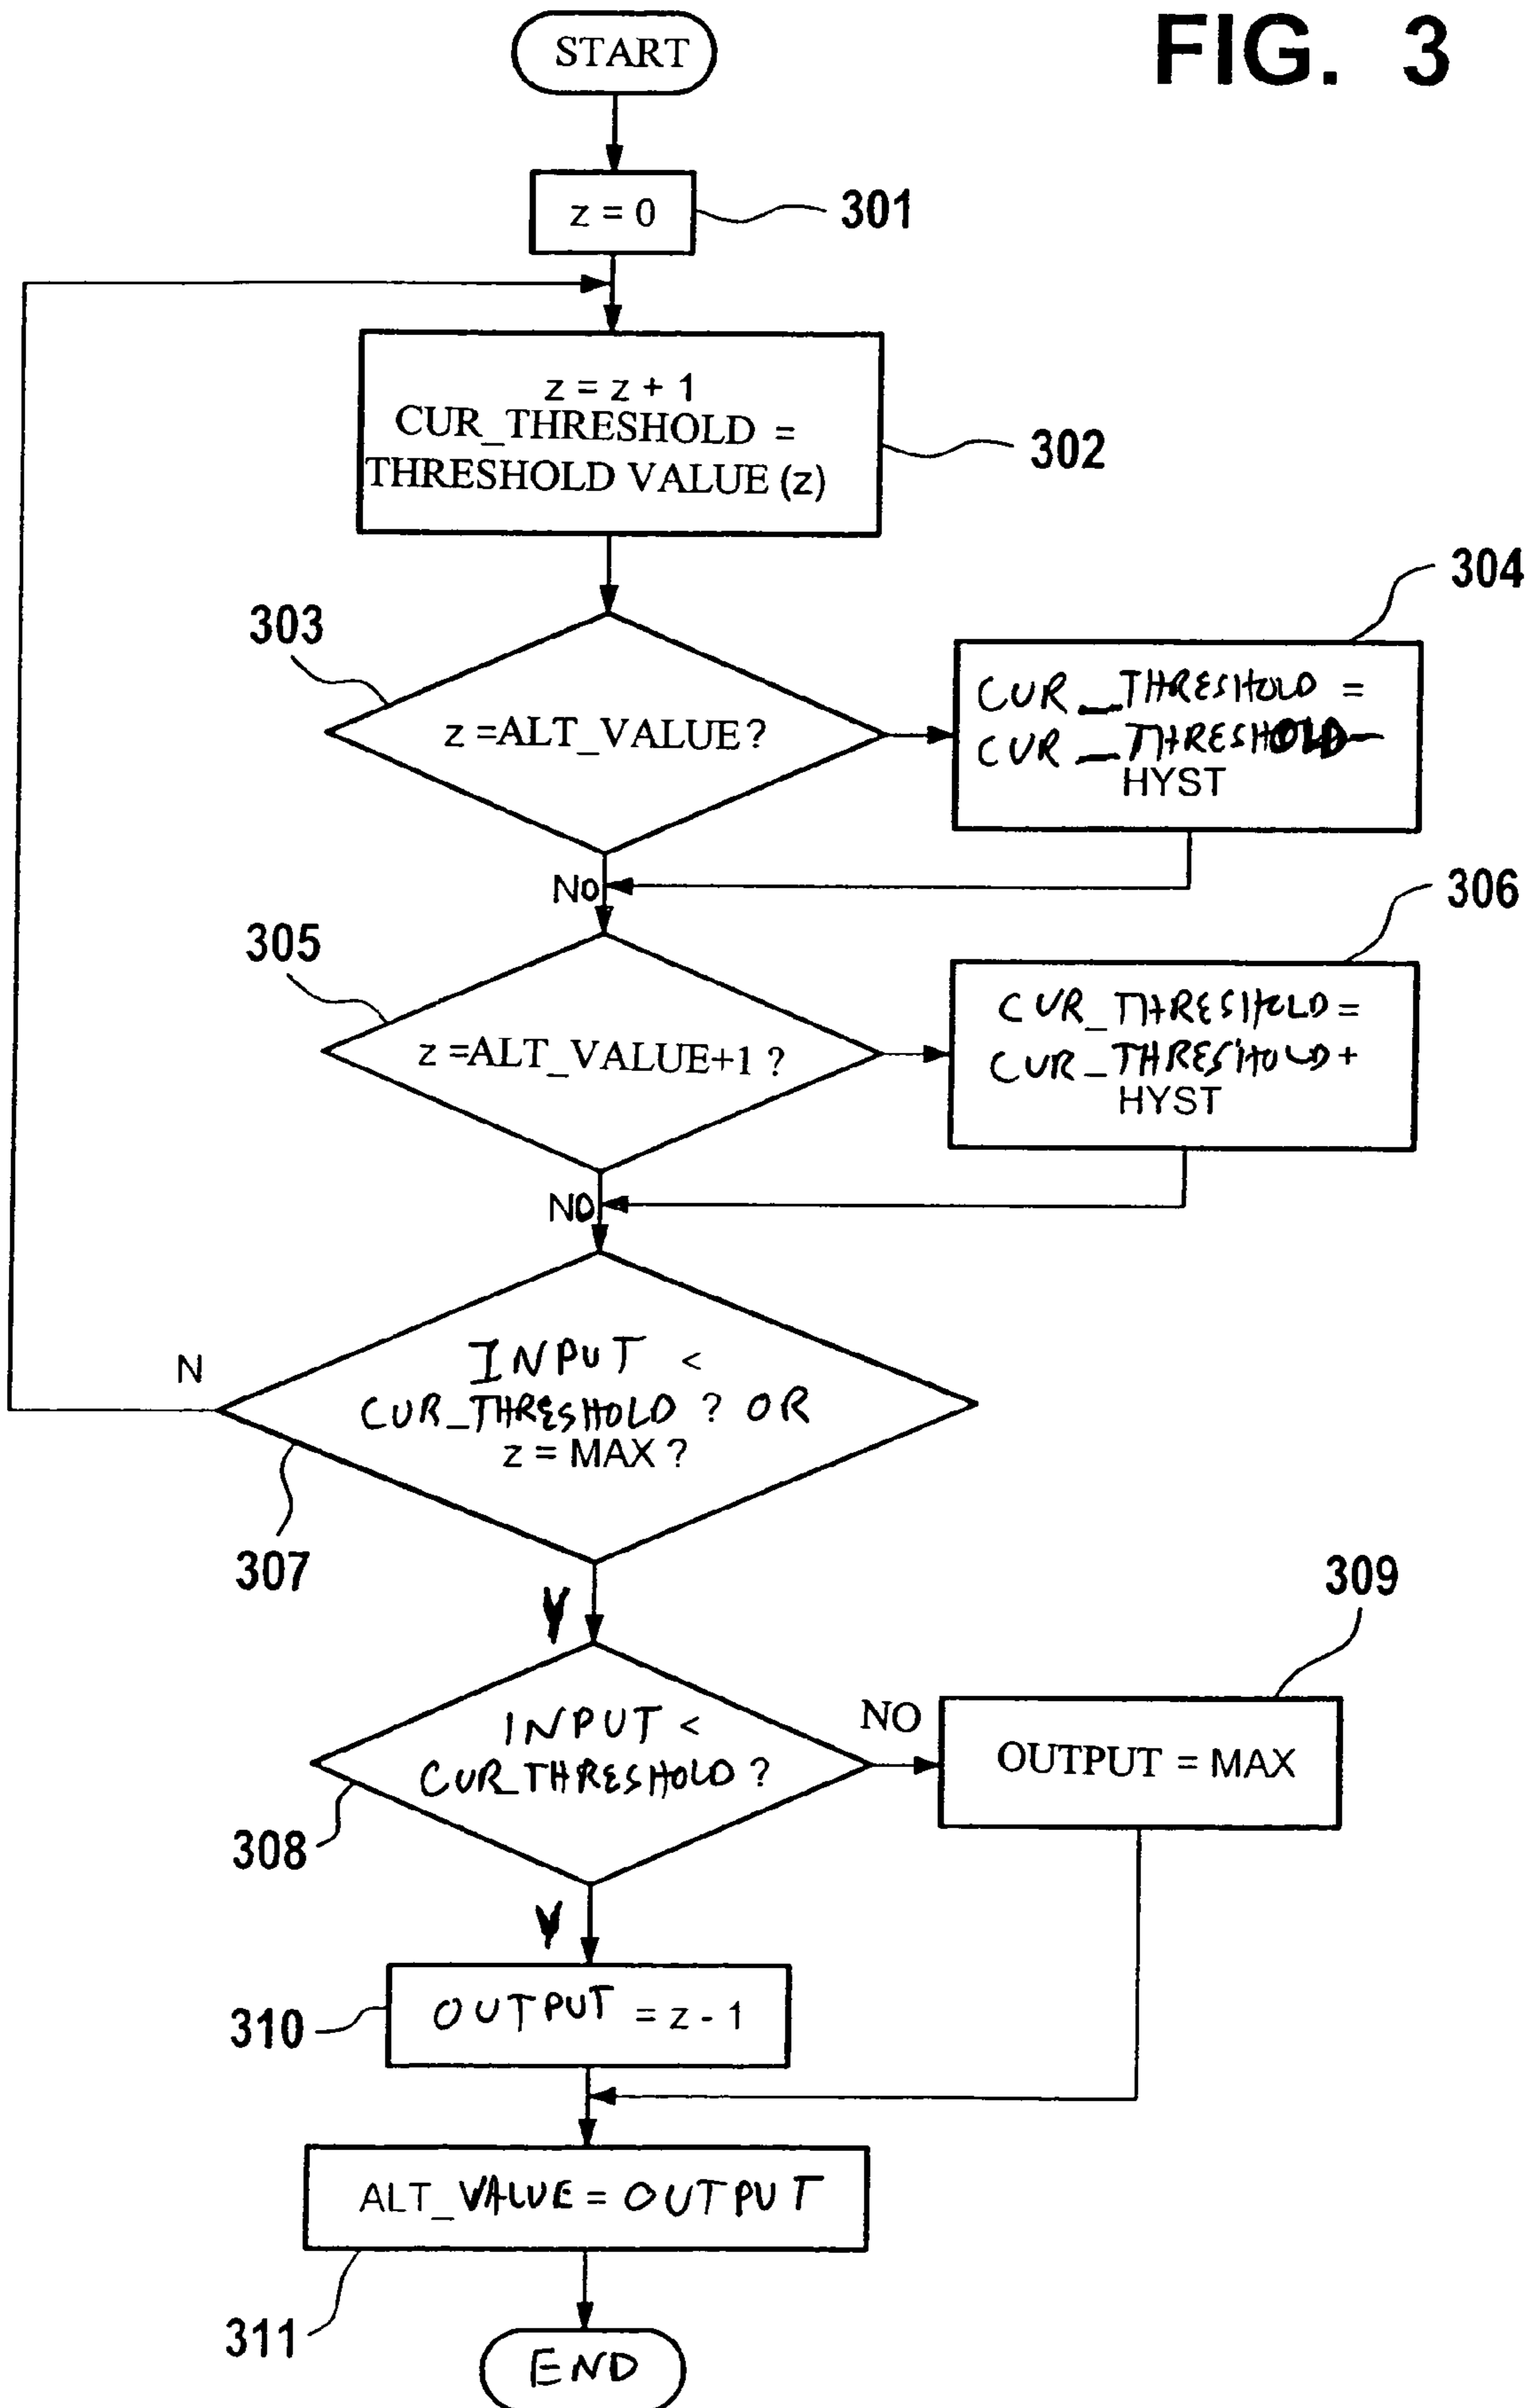 FIG. 3
START
z = 0
301
z = z + 1
CUR_THRESHOLD =
THRESHOLD VALUE (z)
302
303
z =ALT_VALUE?
304
CUR_THRESHOLD =
CUR_THRESHOLD-
HYST
NO
305
z =ALT_VALUE+1 ?
306
CUR_THRESHOLD =
CUR_THRESHOLD +
HYST
NO
N
INPUT <
CUR_THRESHOLD ? OR
z = MAX ?
307
Y
INPUT <
CUR_THRESHOLD ?
308
NO
309
OUTPUT = MAX
Y
OUTPUT = z - 1
310
ALT_VALUE = OUTPUT
311
END